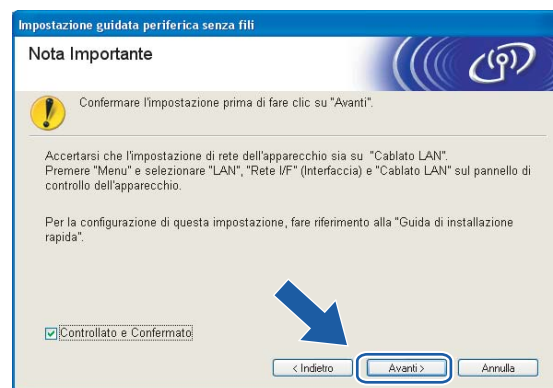 Impostazione guidata periferica senza fili
Nota Importante
Confermare l'impostazione prima di fare clic su "Avanti".
Accertarsi che l'impostazione di rete dell'apparecchio sia su "Cablato LAN".
Premere "Menu" e selezionare "LAN", "Rete I/F" (Interfaccia) e "Cablato LAN" sul pannello di
controllo dell'apparecchio.
Per la configurazione di questa impostazione, fare riferimento alla "Guida di installazione
rapida".
Controllato e Confermato
< Indietro
Avanti >
Annulla